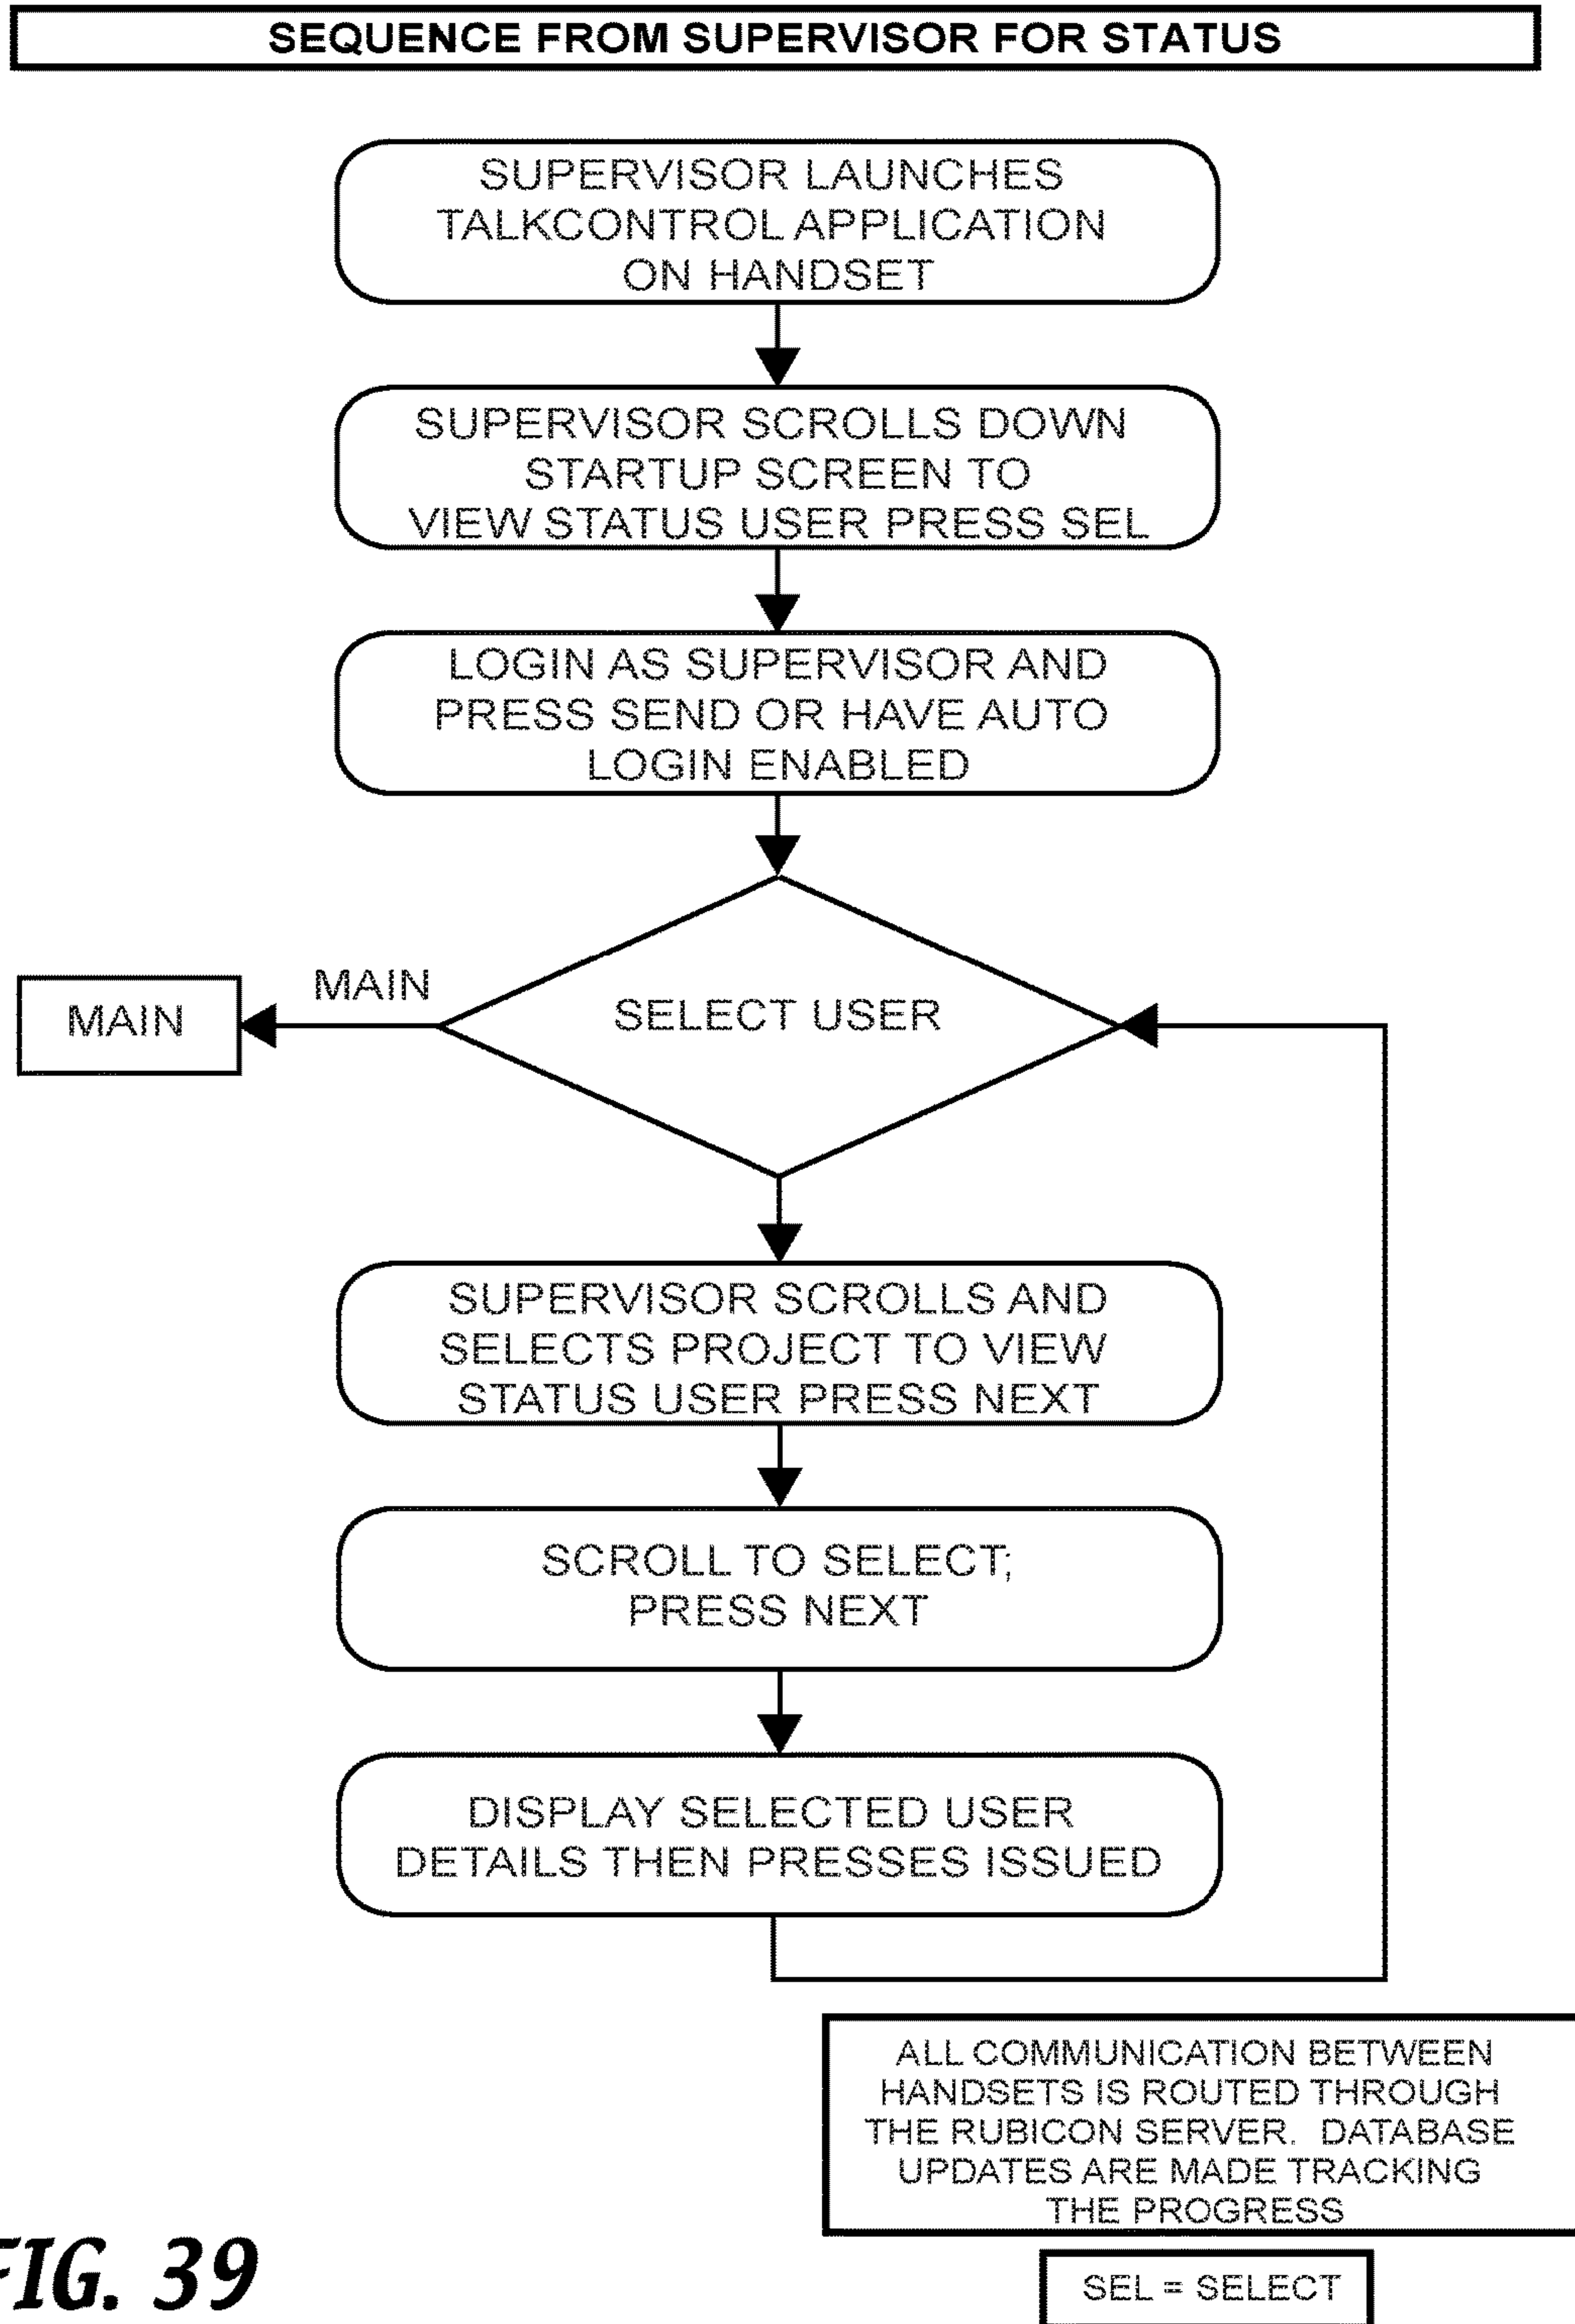 SEQUENCE FROM SUPERVISOR FOR STATUS
SUPERVISOR LAUNCHES
TALKCONTROL APPLICATION
ON HANDSET
SUPERVISOR SCROLLS DOWN
STARTUP SCREEN TO
VIEW STATUS USER PRESS SEL
LOGIN AS SUPERVISOR AND
PRESS SEND OR HAVE AUTO
LOGIN ENABLED
MAIN
MAIN
SELECT USER
SUPERVISOR SCROLLS AND
SELECTS PROJECT TO VIEW
STATUS USER PRESS NEXT
SCROLL TO SELECT;
PRESS NEXT
DISPLAY SELECTED USER
DETAILS THEN PRESSES ISSUED
ALL COMMUNICATION BETWEEN
HANDSETS IS ROUTED THROUGH
THE RUBICON SERVER. DATABASE
UPDATES ARE MADE TRACKING
THE PROGRESS
FIG. 39
SEL = SELECT